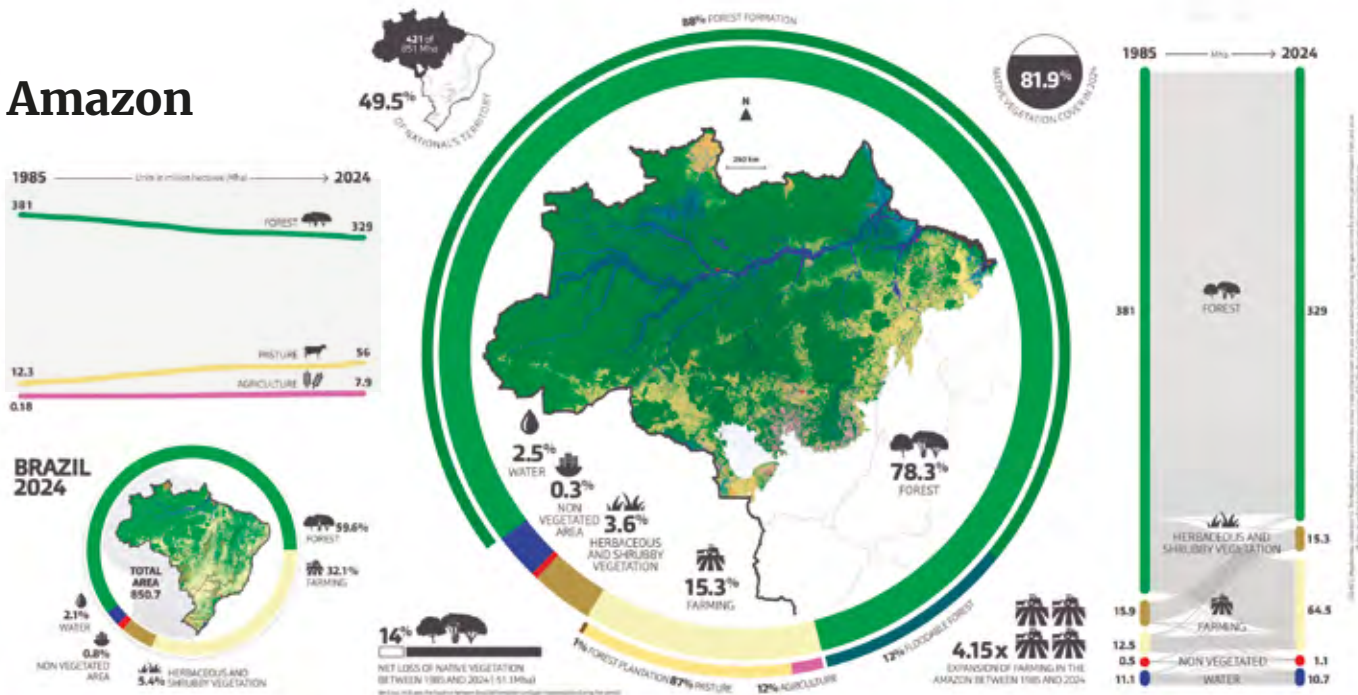 Amazon
421 of
851 Mha
49.5%
OF NATIONAL'S TERRITORY
88% FOREST FORMATION
81.9%
NATIVE VEGETATION COVER IN 2024
N
260 km
1985
Units in million hectares (Mha)
2024
381
FOREST
329
PASTURE
56
12.3
AGRICULTURE
7.9
0.18
BRAZIL
2024
TOTAL
AREA
850.7
59.6%
FOREST
32.1%
FARMING
2.1%
WATER
0.8%
NON VEGETATED
AREA
5.4%
HERBACEOUS AND
SHRUBBY VEGETATION
2.5%
WATER
0.3%
NON
VEGETATED
AREA
3.6%
HERBACEOUS
AND SHRUBBY
VEGETATION
15.3%
FARMING
78.3%
FOREST
1% FOREST PLANTATION
87% PASTURE
12% AGRICULTURE
12% FLOODABLE FOREST
14%
NET LOSS OF NATIVE VEGETATION
BETWEEN 1985 AND 2024
4.15x
EXPANSION OF FARMING IN THE
AMAZON BETWEEN 1985 AND 2024
1985
Mha
2024
381
FOREST
329
HERBACEOUS AND
SHRUBBY VEGETATION
15.3
15.9
FARMING
64.5
12.5
0.5
NON VEGETATED
1.1
11.1
WATER
10.7